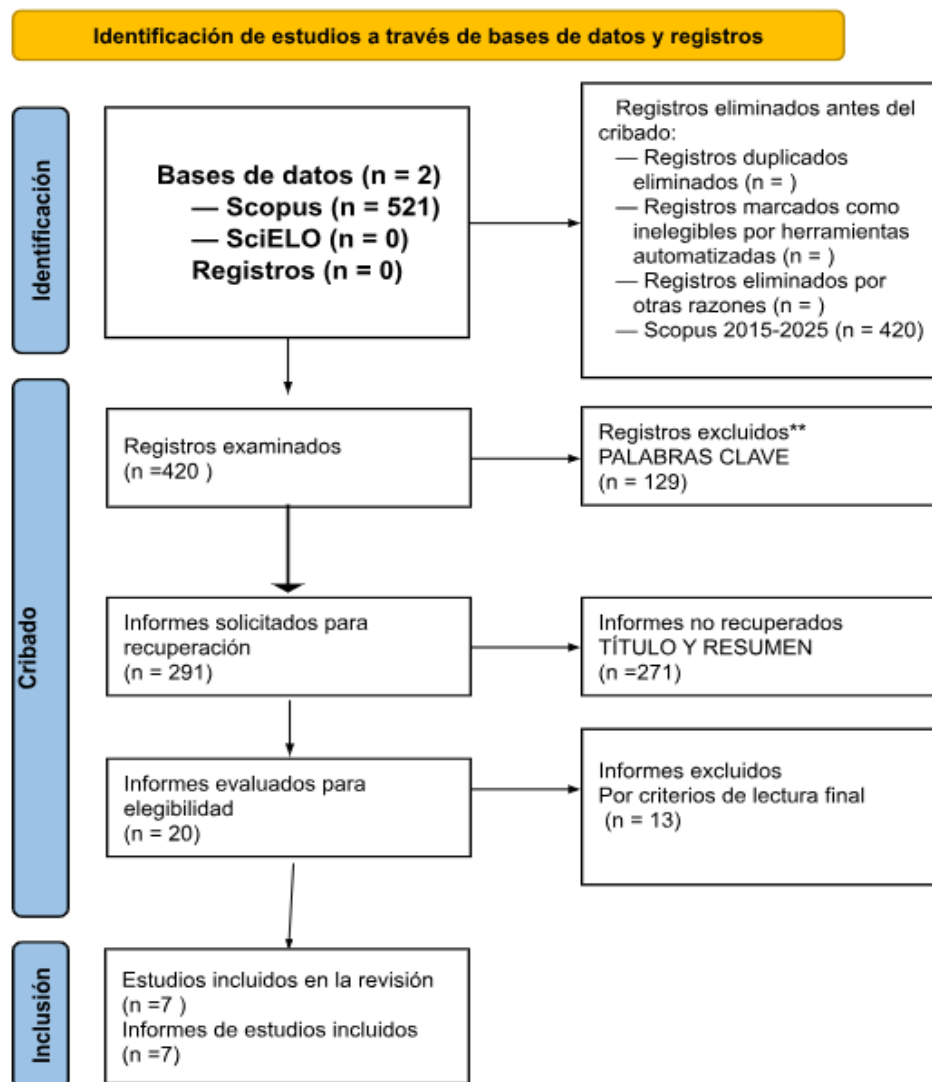 Identificación de estudios a través de bases de datos y registros
Identificación
Bases de datos (n = 2)
— Scopus (n = 521)
— SciELO (n = 0)
Registros (n = 0)
Registros eliminados antes del
cribado:
— Registros duplicados
eliminados (n = )
— Registros marcados como
inelegibles por herramientas
automatizadas (n = )
— Registros eliminados por
otras razones (n = )
— Scopus 2015-2025 (n = 420)
Cribado
Registros examinados
(n =420 )
Registros excluidos**
PALABRAS CLAVE
(n = 129)
Informes solicitados para
recuperación
(n = 291)
Informes no recuperados
TÍTULO Y RESUMEN
(n =271)
Informes evaluados para
elegibilidad
(n = 20)
Informes excluidos
Por criterios de lectura final
(n = 13)
Inclusión
Estudios incluidos en la revisión
(n =7 )
Informes de estudios incluidos
(n =7)